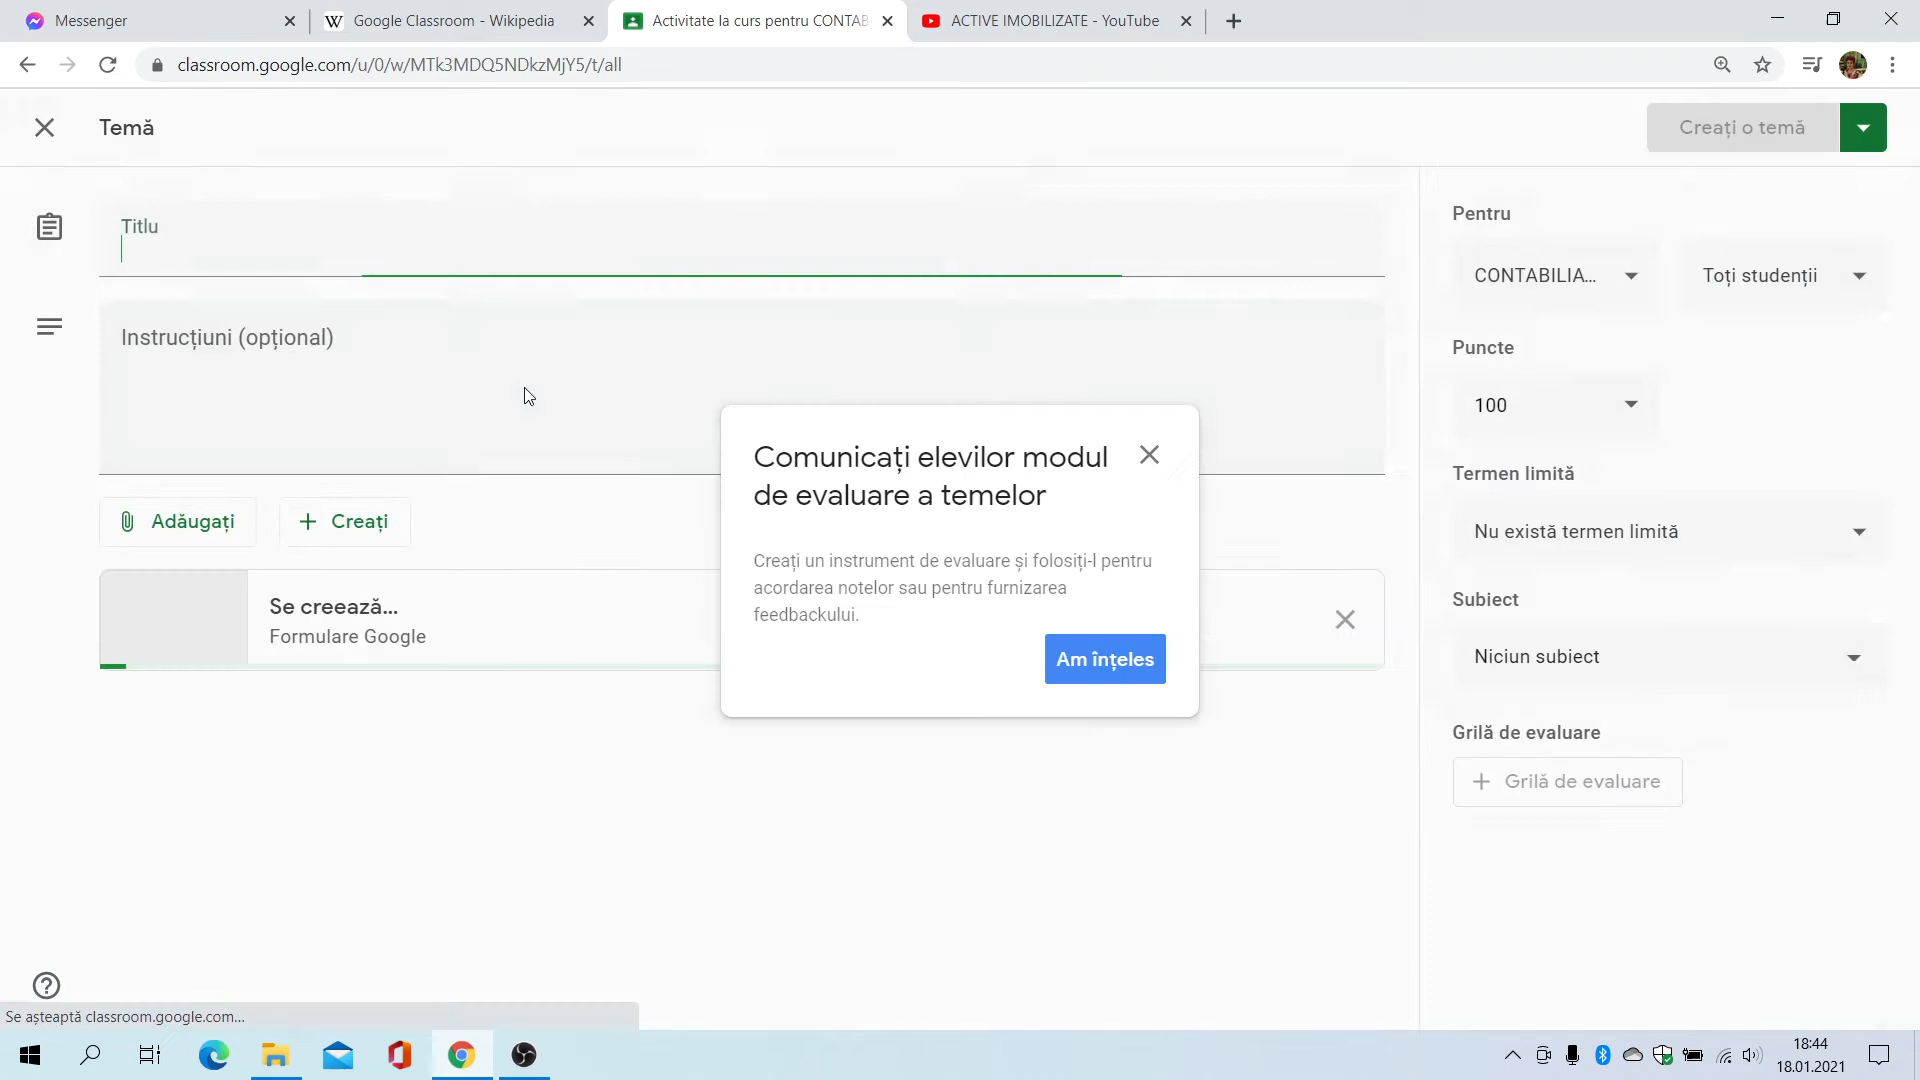 Messenger
Google Classroom - Wikipedia
Activitate la curs pentru CONTAB
ACTIVE IMOBILIZATE - YouTube
classroom.google.com/u/0/w/MTk3MDQ5NDkzMjY5/t/all
Temă
Creați o temă
Titlu
Instrucțiuni (opțional)
Adăugați
Creați
Se creează...
Formulare Google
Comunicați elevilor modul
de evaluare a temelor
Creați un instrument de evaluare și folosiți-l pentru
acordarea notelor sau pentru furnizarea
feedbackului.
Am înțeles
Pentru
CONTABILIA...
Toți studenții
Puncte
100
Termen limită
Nu există termen limită
Subiect
Niciun subiect
Grilă de evaluare
Grilă de evaluare
Se așteaptă classroom.google.com...
18:44
18.01.2021